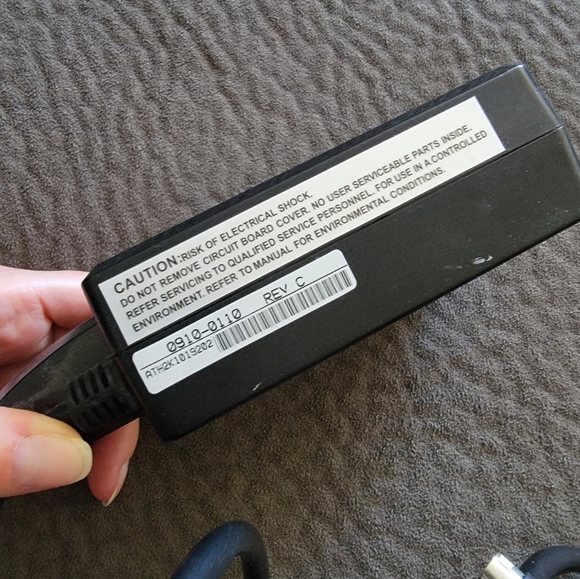 CAUTION:RISK OF ELECTRICAL SHOCK.
DO NOT REMOVE CIRCUIT BOARD COVER. NO USER SERVICEABLE PARTS INSIDE.
REFER SERVICING TO QUALIFIED SERVICE PERSONNEL. FOR USE IN A CONTROLLED
ENVIRONMENT. REFER TO MANUAL FOR ENVIRONMENTAL CONDITIONS.
0910-0110 REV C
ATH2K1019202